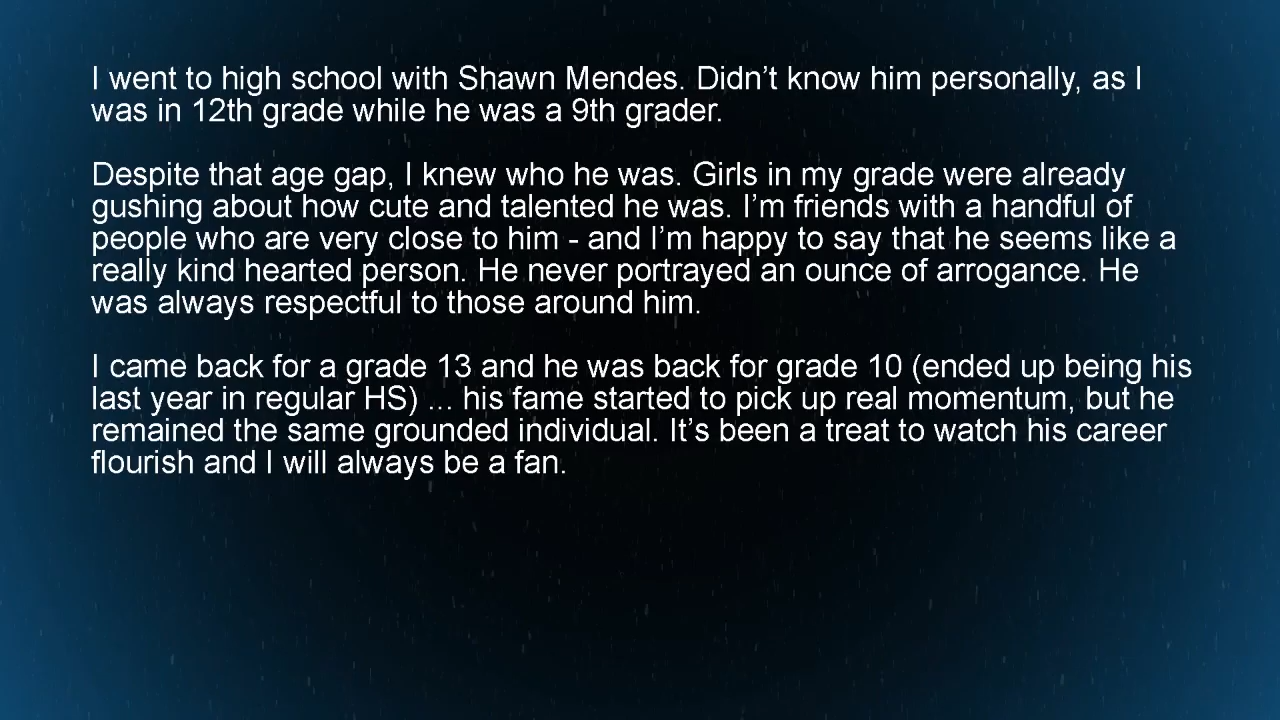 I went to high school with Shawn Mendes. Didn’t know him personally, as I
was in 12th grade while he was a 9th grader.
Despite that age gap, I knew who he was. Girls in my grade were already
gushing about how cute and talented he was. I’m friends with a handful of
people who are very close to him - and I’m happy to say that he seems like a
really kind hearted person. He never portrayed an ounce of arrogance. He
was always respectful to those around him.
I came back for a grade 13 and he was back for grade 10 (ended up being his
last year in regular HS) ... his fame started to pick up real momentum, but he
remained the same grounded individual. It’s been a treat to watch his career
flourish and I will always be a fan.